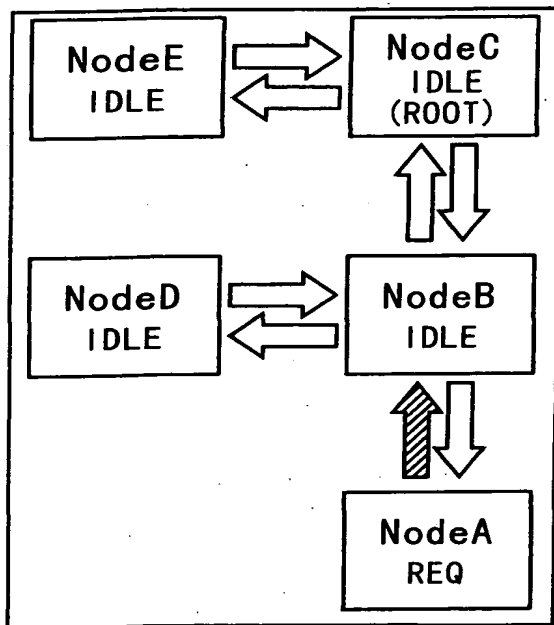 NodeE
IDLE
NodeC
IDLE
(ROOT)
NodeD
IDLE
NodeB
IDLE
NodeA
REQ